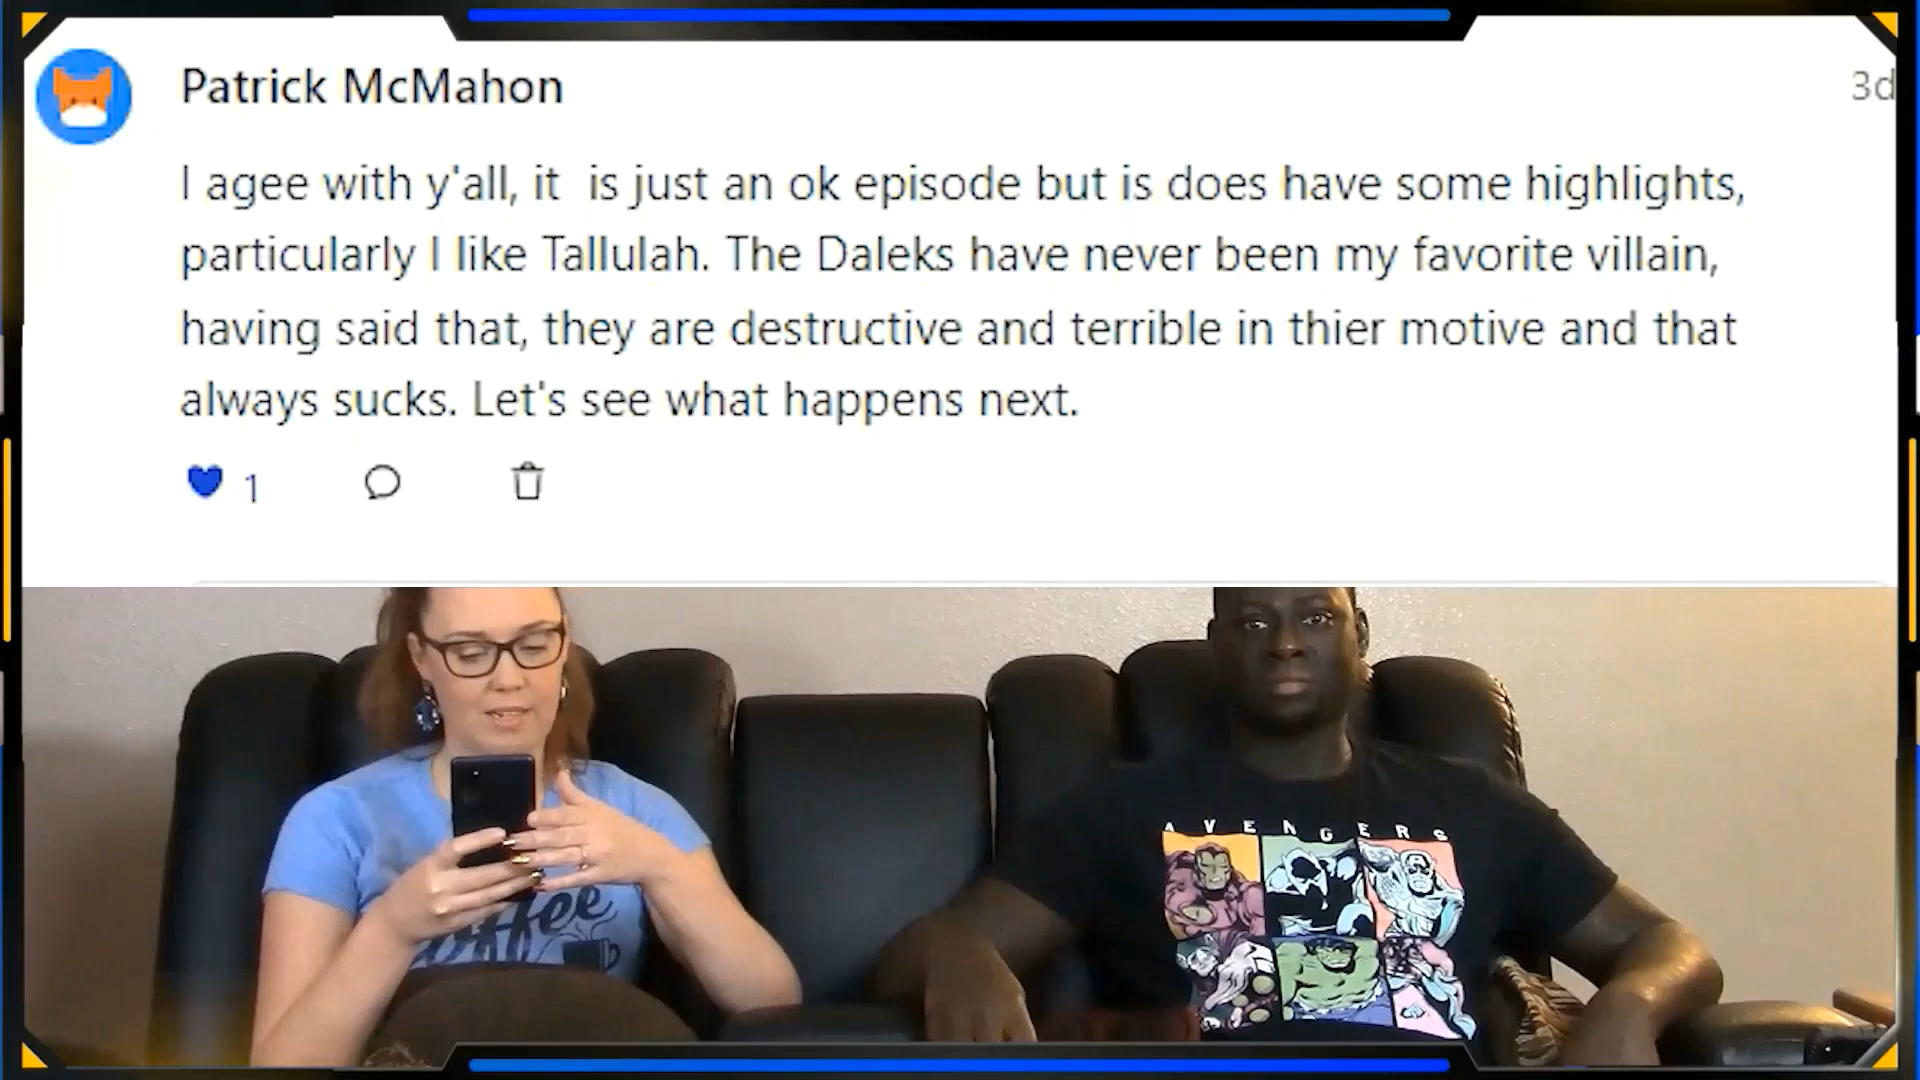 Patrick McMahon
3d
I agee with y'all, it  is just an ok episode but is does have some highlights,
particularly I like Tallulah. The Daleks have never been my favorite villain,
having said that, they are destructive and terrible in thier motive and that
always sucks. Let's see what happens next.
1
coffee
AVENGERS